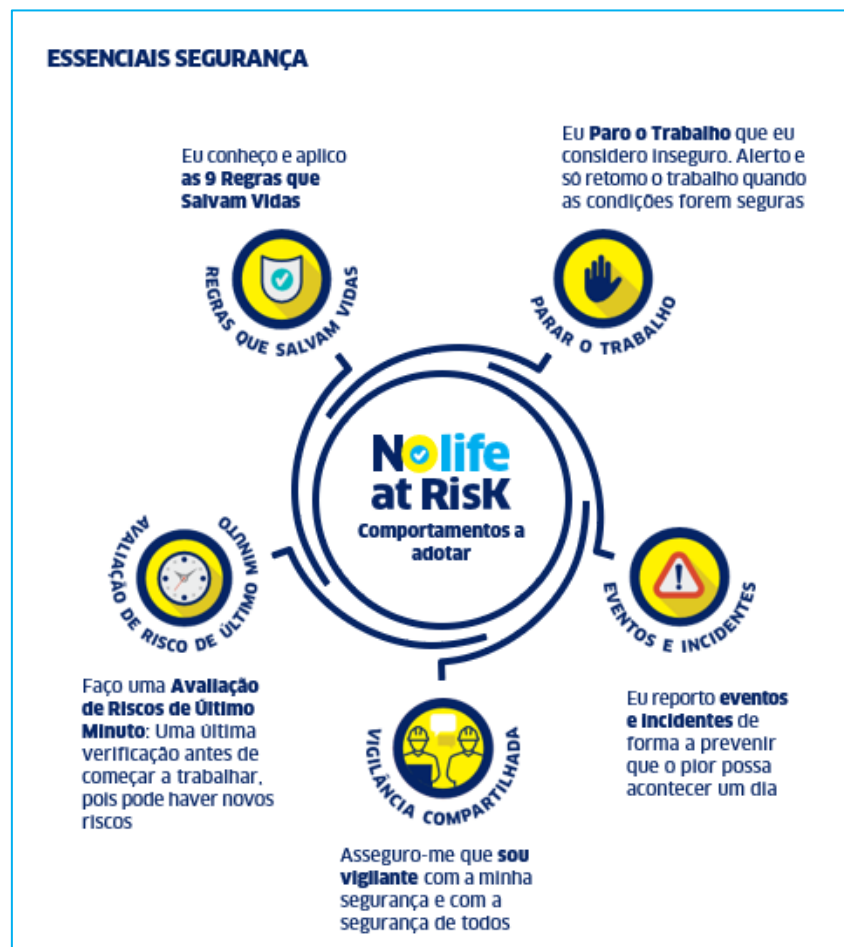 ESSENCIAIS SEGURANÇA
Eu conheço e aplico
as 9 Regras que
Salvam Vidas
REGRAS QUE SALVAM VIDAS
Eu Paro o Trabalho que eu
considero inseguro. Alerto e
só retomo o trabalho quando
as condições forem seguras
PARAR O TRABALHO
No life
at RisK
Comportamentos a
adotar
AVALIAÇÃO DE RISCO DE ÚLTIMO MINUTO
Faço uma Avaliação
de Riscos de Último
Minuto: Uma última
verificação antes de
começar a trabalhar,
pois pode haver novos
riscos
EVENTOS E INCIDENTES
Eu reporto eventos
e incidentes de
forma a prevenir
que o pior possa
acontecer um dia
VIGILÂNCIA COMPARTILHADA
Asseguro-me que sou
vigilante com a minha
segurança e com a
segurança de todos